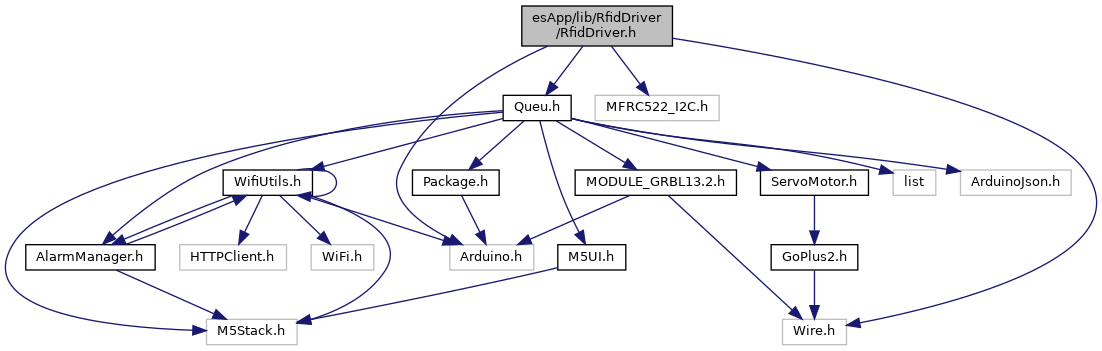 esApp/lib/RfidDriver
/RfidDriver.h
Queu.h
MFRC522_I2C.h
WifiUtils.h
Package.h
MODULE_GRBL13.2.h
ServoMotor.h
list
ArduinoJson.h
AlarmManager.h
HTTPClient.h
WiFi.h
Arduino.h
M5UI.h
GoPlus2.h
M5Stack.h
Wire.h